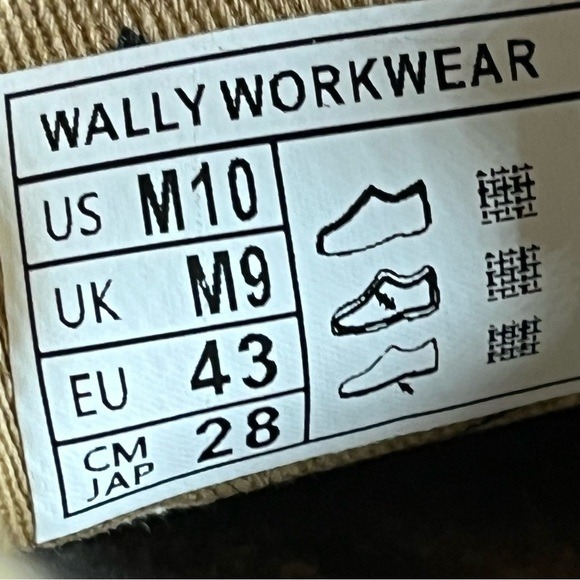 WALLY WORKWEAR
US M10
UK M9
EU 43
CM
JAP 28